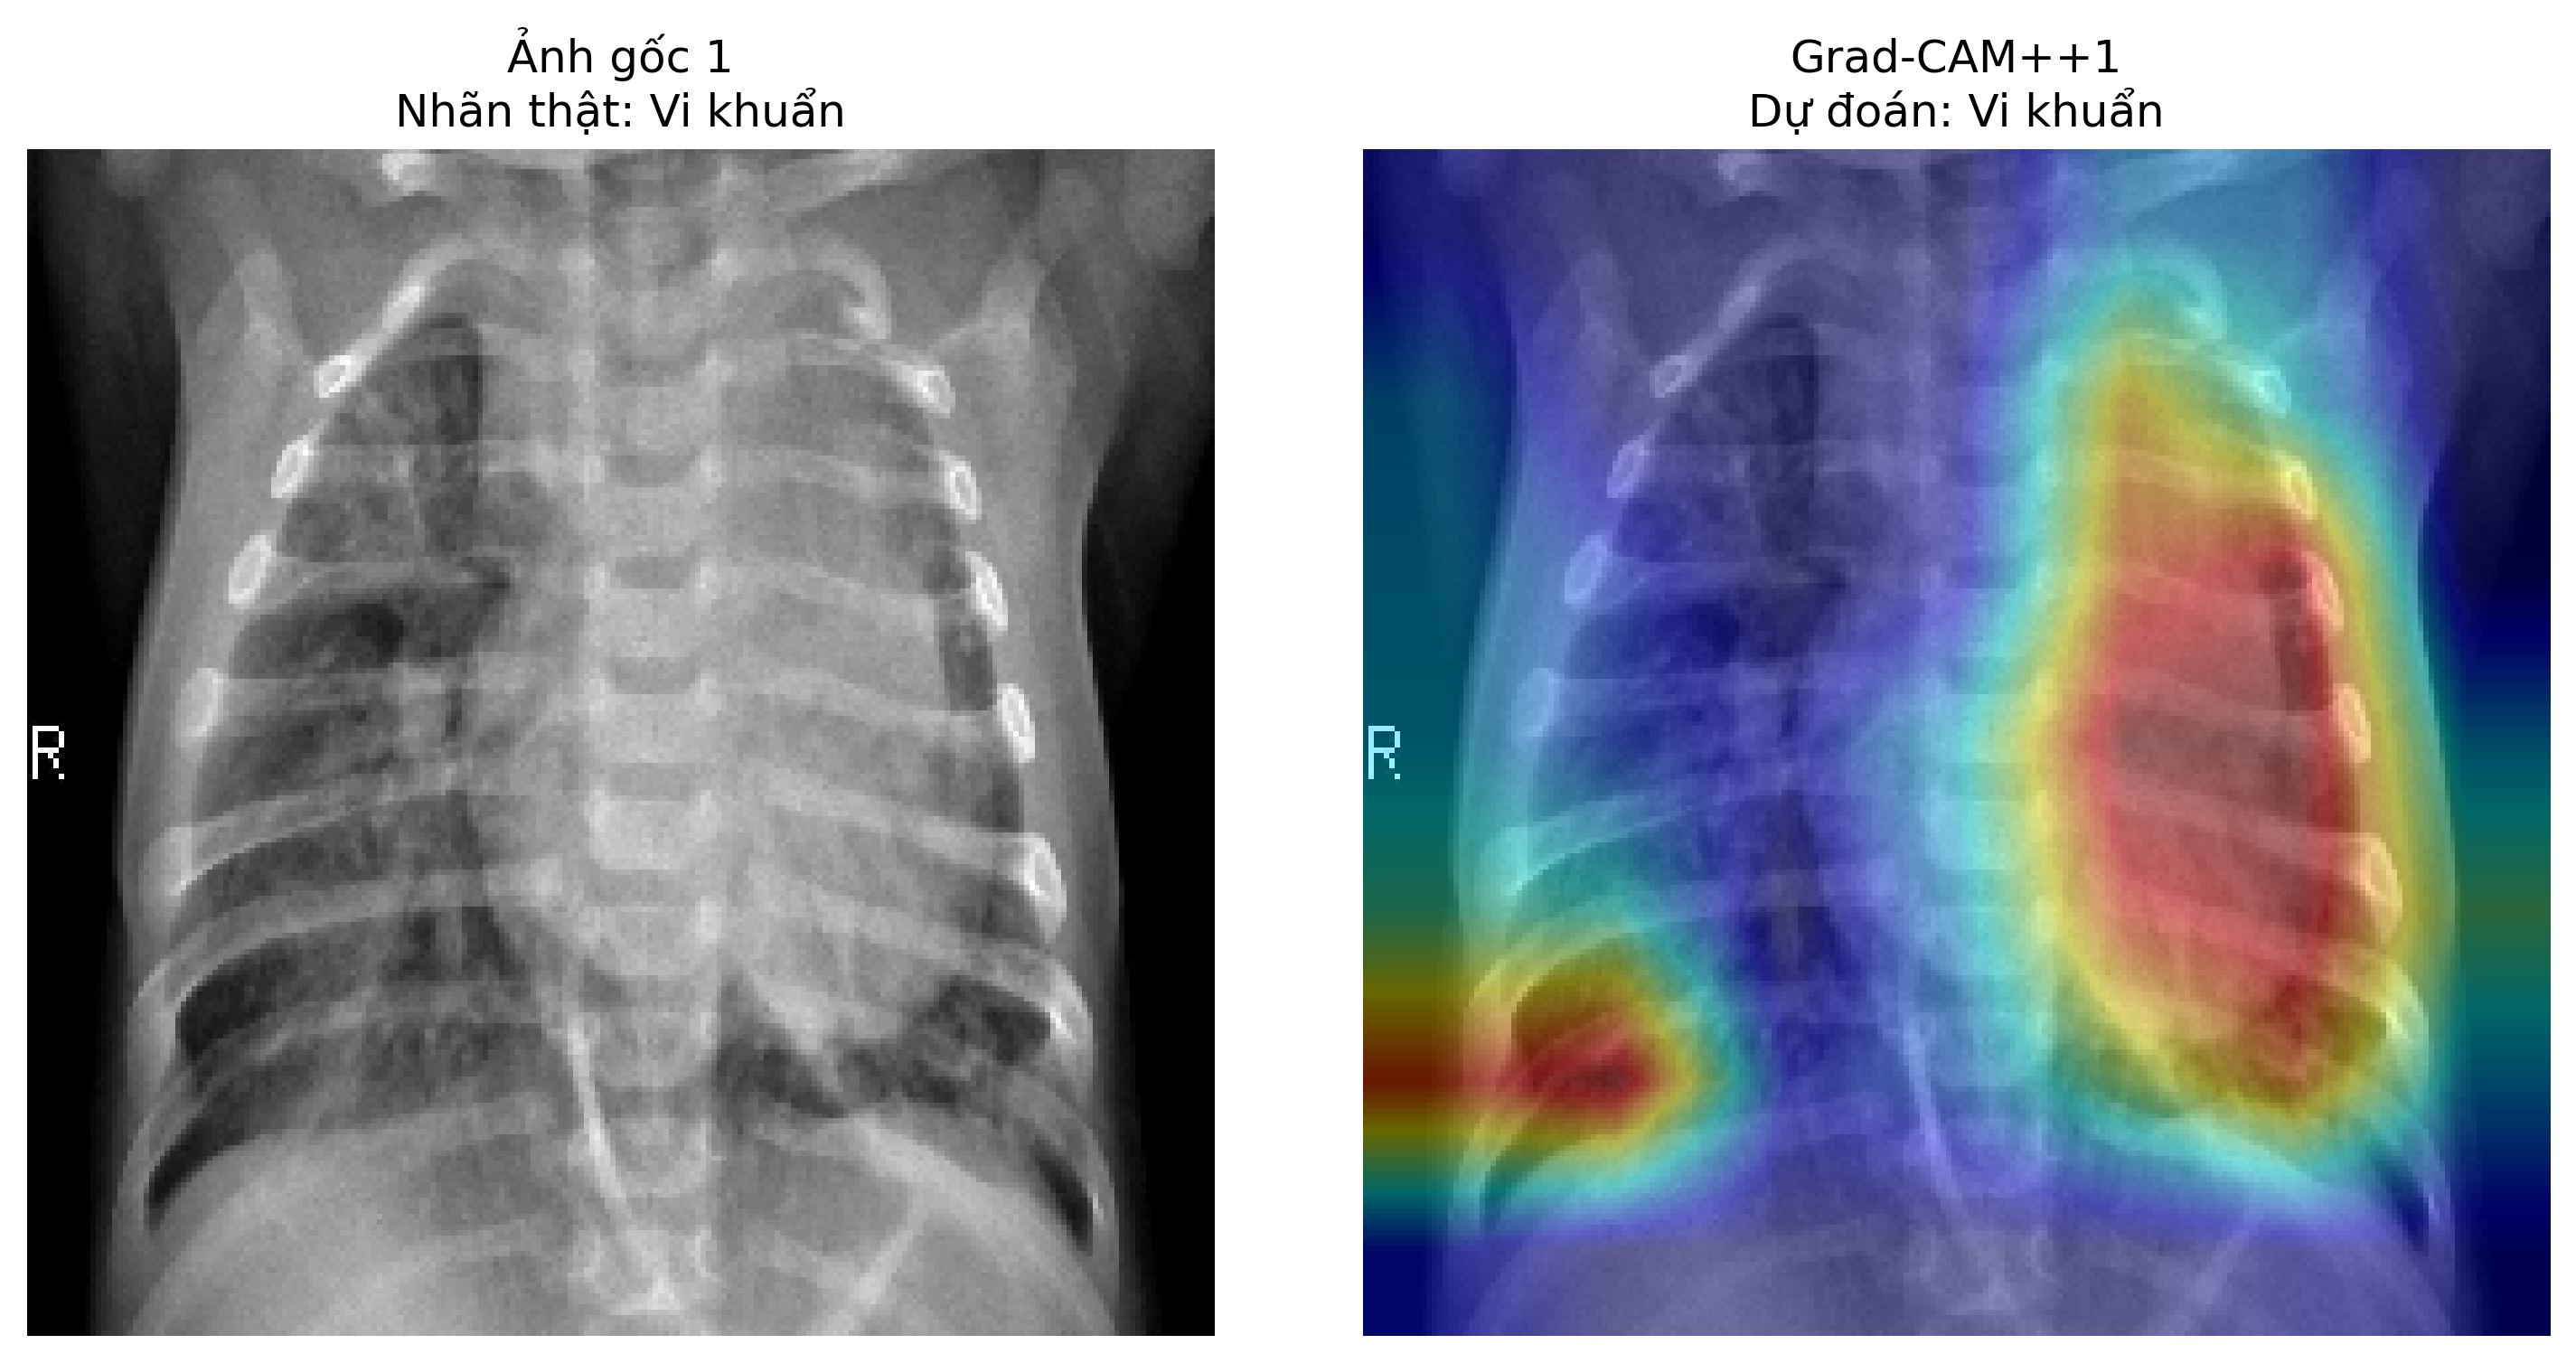 Ảnh gốc 1
Nhãn thật: Vi khuẩn
Grad-CAM++1
Dự đoán: Vi khuẩn
R
R